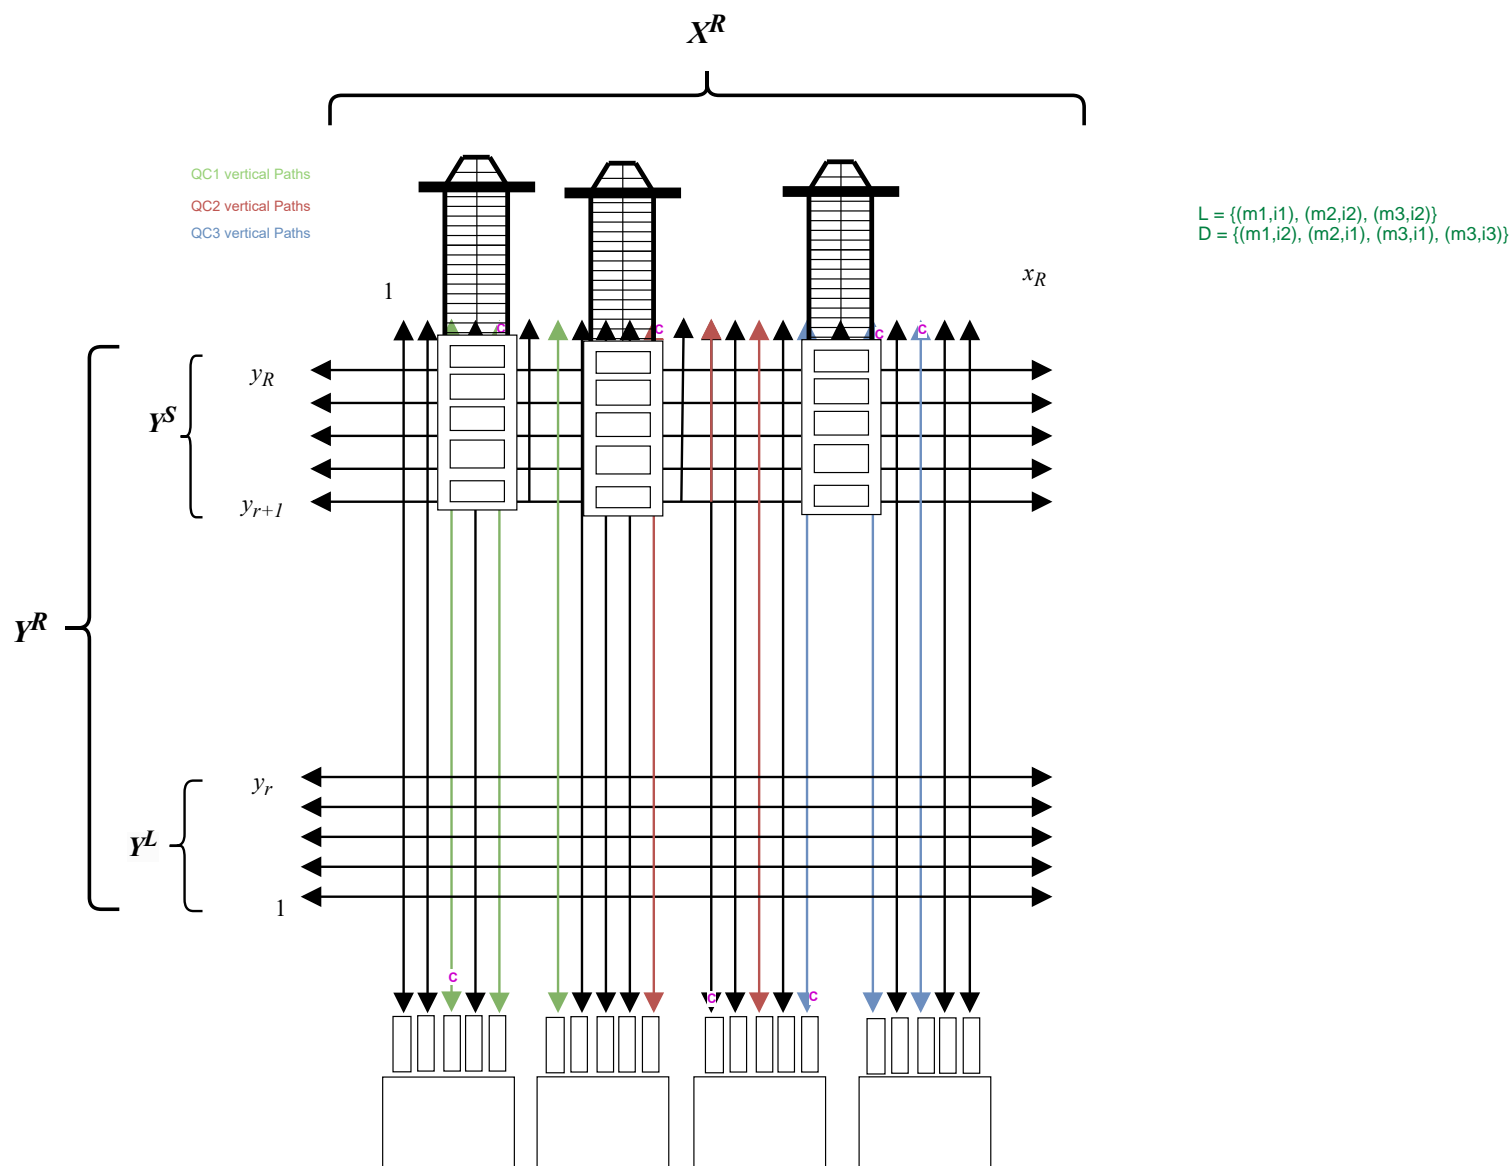 X^R
QC1 vertical Paths
QC2 vertical Paths
QC3 vertical Paths
L = {(m1,i1), (m2,i2), (m3,i2)}
D = {(m1,i2), (m2,i1), (m3,i1), (m3,i3)}
1
x_R
C
C
C
C
y_R
Y^S
y_{r+1}
Y^R
y_r
Y^L
1
C
C
C